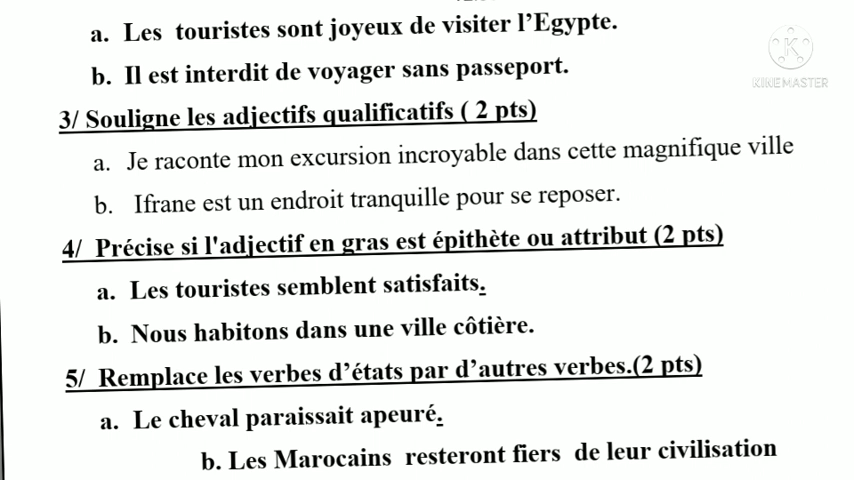 a. Les touristes sont joyeux de visiter l'Egypte.
b. Il est interdit de voyager sans passeport.
KINEMASTER
3/ Souligne les adjectifs qualificatifs ( 2 pts)
a. Je raconte mon excursion incroyable dans cette magnifique ville
b. Ifrane est un endroit tranquille pour se reposer.
4/ Précise si l'adjectif en gras est épithète ou attribut (2 pts)
a. Les touristes semblent satisfaits.
b. Nous habitons dans une ville côtière.
5/ Remplace les verbes d'états par d'autres verbes.(2 pts)
a. Le cheval paraissait apeuré.
b. Les Marocains resteront fiers de leur civilisation